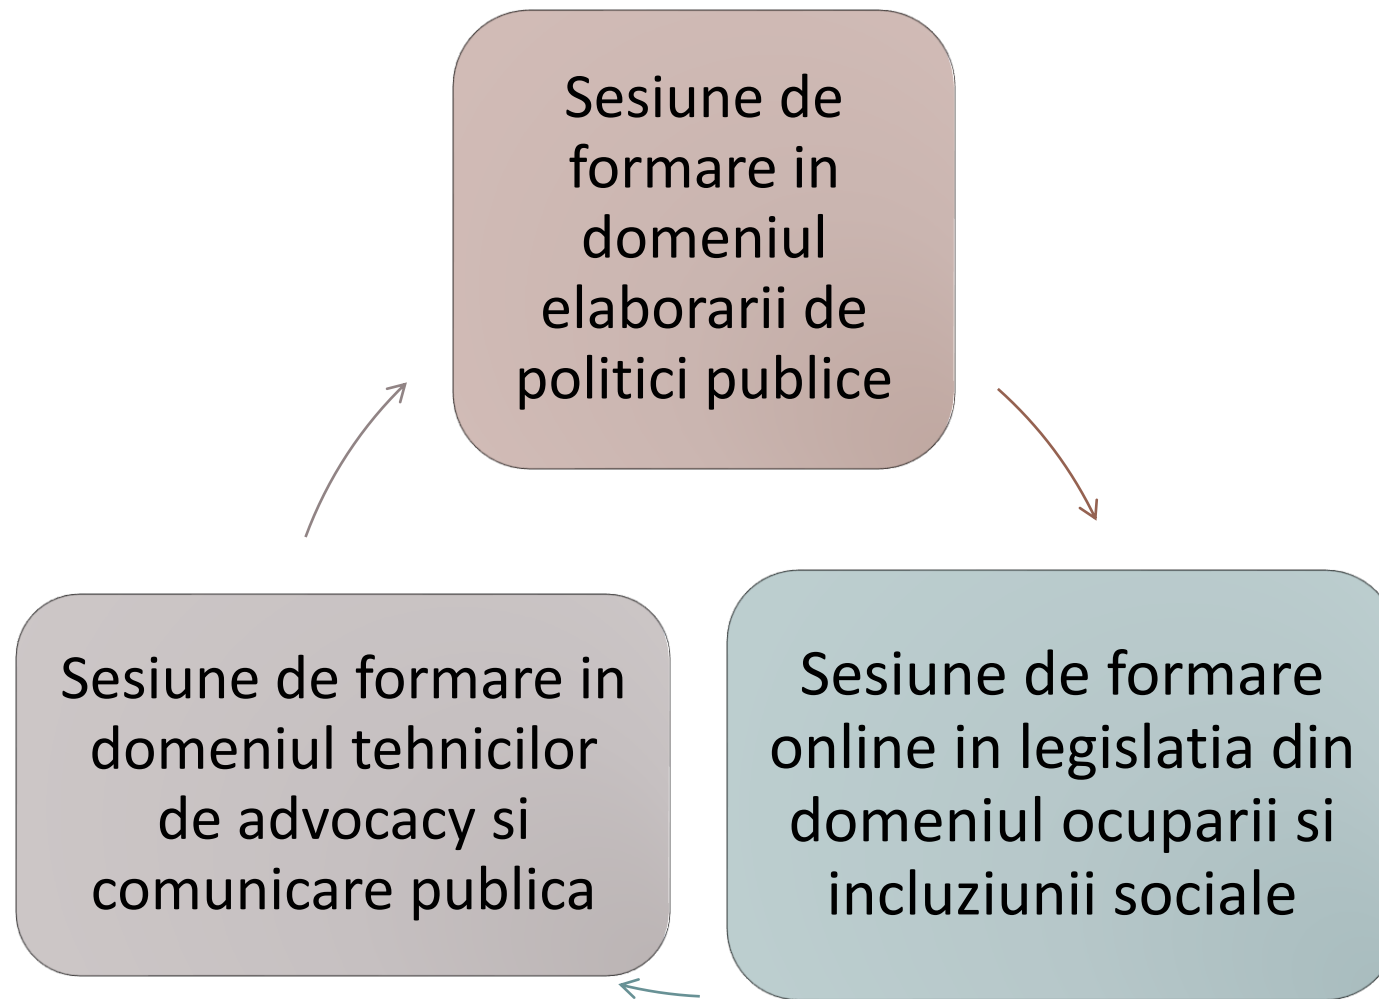 Sesiune de
formare in
domeniul
elaborarii de
politici publice
Sesiune de formare
online in legislatia din
domeniul ocuparii si
incluziunii sociale
Sesiune de formare in
domeniul tehnicilor
de advocacy si
comunicare publica